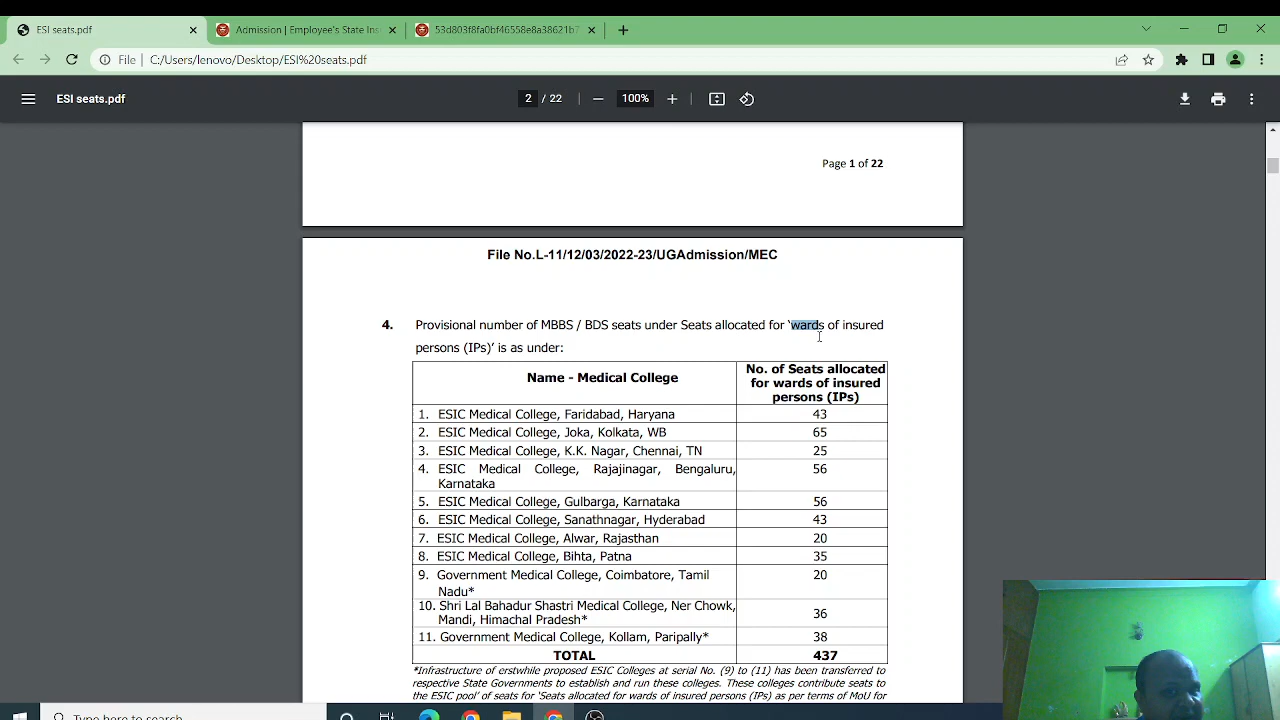 ESI seats.pdf
Admission | Employee's State Ins
53d803f8fa0bf46558e8a38621b7
File C:/Users/lenovo/Desktop/ESI%20seats.pdf
ESI seats.pdf 2 / 22 100%
Page 1 of 22
File No.L-11/12/03/2022-23/UGAdmission/MEC
4. Provisional number of MBBS / BDS seats under Seats allocated for 'wards of insured
persons (IPs)' is as under:
Name - Medical College
No. of Seats allocated
for wards of insured
persons (IPs)
1. ESIC Medical College, Faridabad, Haryana 43
2. ESIC Medical College, Joka, Kolkata, WB 65
3. ESIC Medical College, K.K. Nagar, Chennai, TN 25
4. ESIC Medical College, Rajajinagar, Bengaluru, 56
Karnataka
5. ESIC Medical College, Gulbarga, Karnataka 56
6. ESIC Medical College, Sanathnagar, Hyderabad 43
7. ESIC Medical College, Alwar, Rajasthan 20
8. ESIC Medical College, Bihta, Patna 35
9. Government Medical College, Coimbatore, Tamil 20
Nadu*
10. Shri Lal Bahadur Shastri Medical College, Ner Chowk, 36
Mandi, Himachal Pradesh*
11. Government Medical College, Kollam, Paripally* 38
TOTAL 437
*Infrastructure of erstwhile proposed ESIC Colleges at serial No. (9) to (11) has been transferred to
respective State Governments to establish and run these colleges. These colleges contribute seats to
the ESIC pool' of seats for 'Seats allocated for wards of insured persons (IPs) as per terms of MoU for
Type here to search